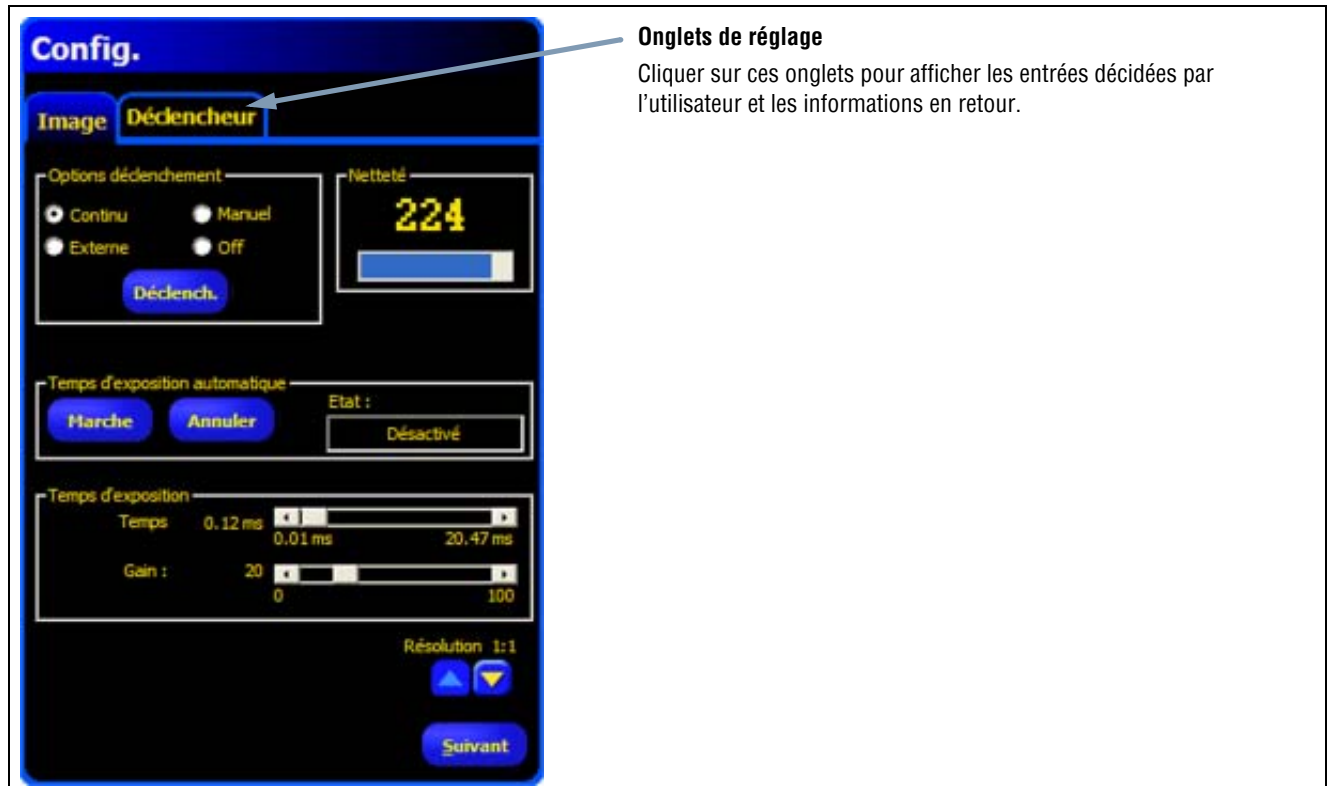 Config.
Onglets de réglage
Cliquer sur ces onglets pour afficher les entrées décidées par
l'utilisateur et les informations en retour.
Image Déclencheur
Options déclenchement
Continu Manuel
Externe Off
Déclench.
Netteté
224
Temps d'exposition automatique
Marche Annuler
Etat :
Désactivé
Temps d'exposition
Temps 0.12 ms
0.01 ms 20.47 ms
Gain : 20
0 100
Résolution 1:1
Suivant